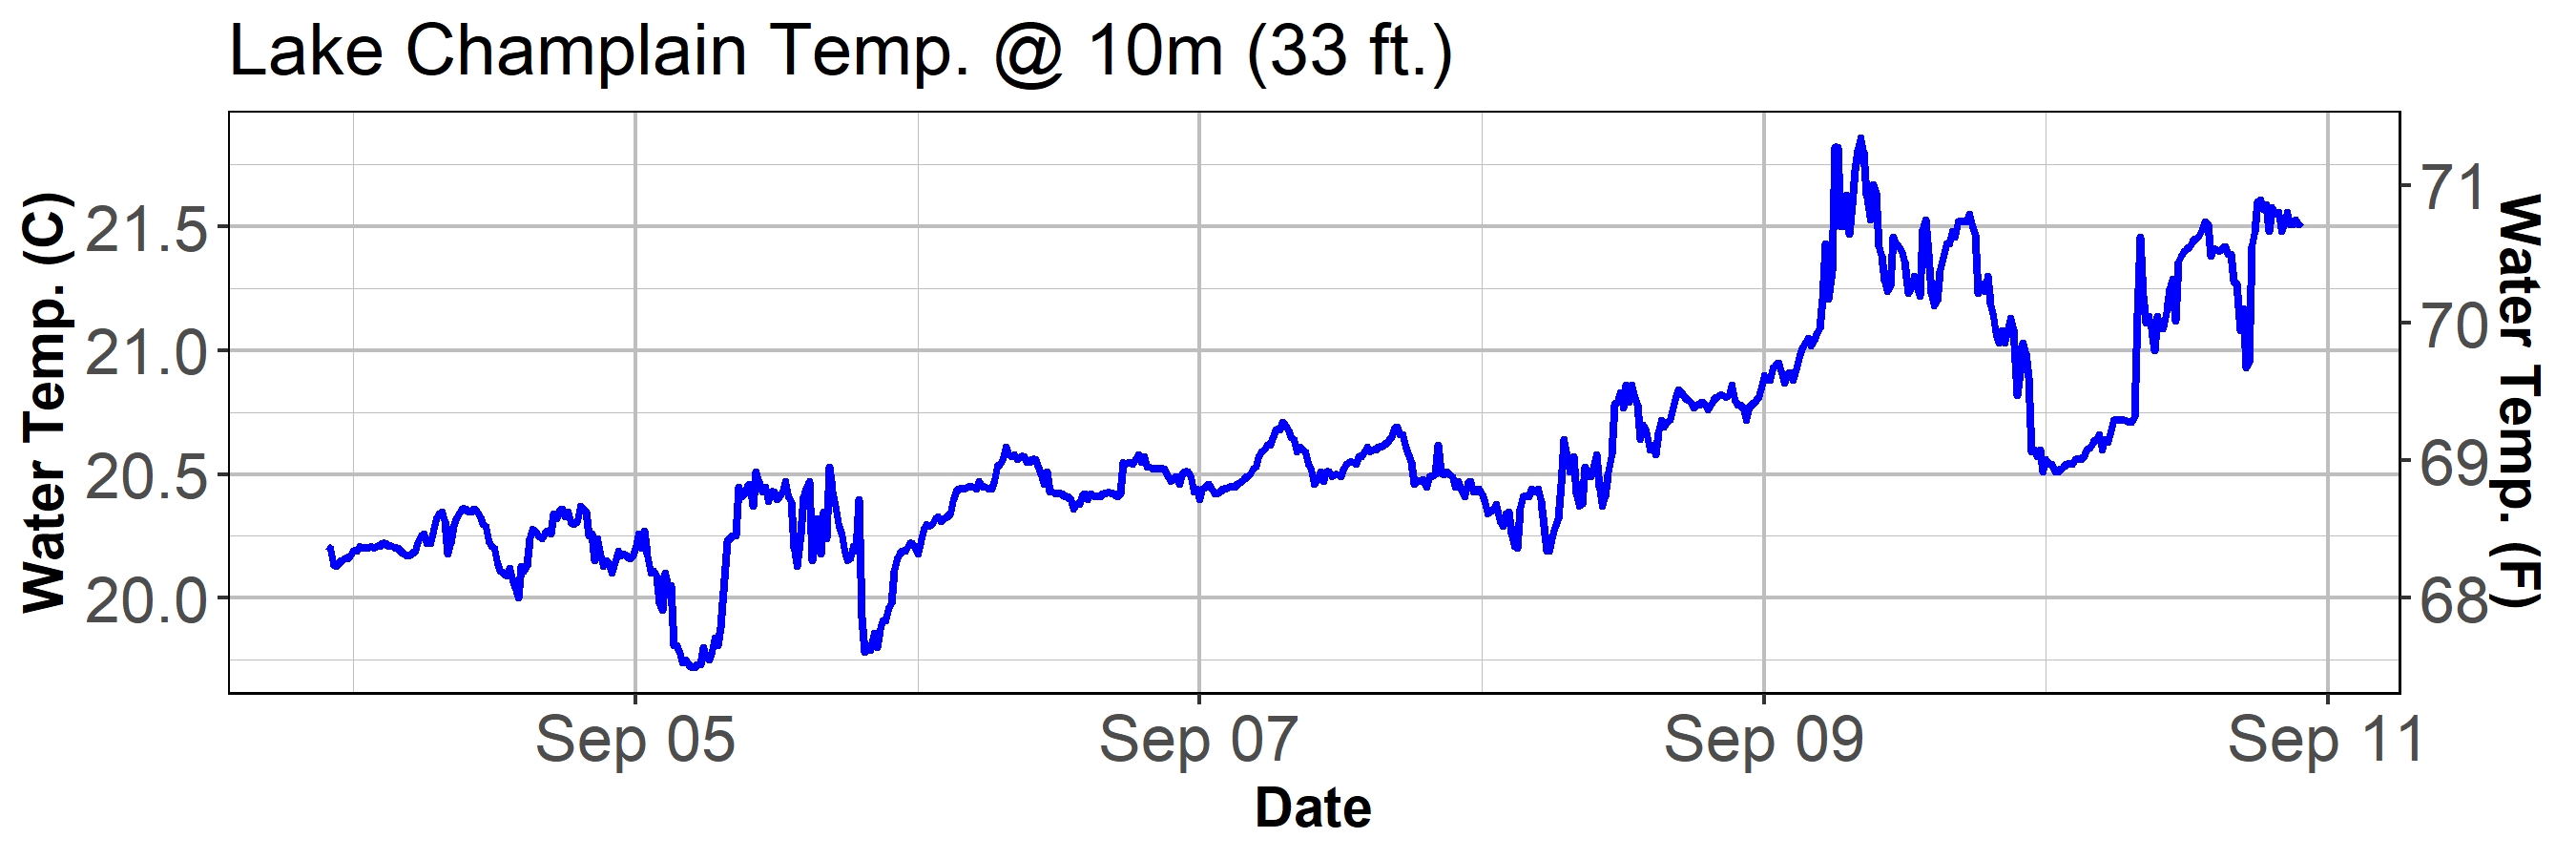 Lake Champlain Temp. @ 10m (33 ft.)
Water Temp. (C)
21.5
21.0
20.5
20.0
71
70
69
68
Water Temp. (F)
Sep 05 Sep 07 Sep 09 Sep 11
Date